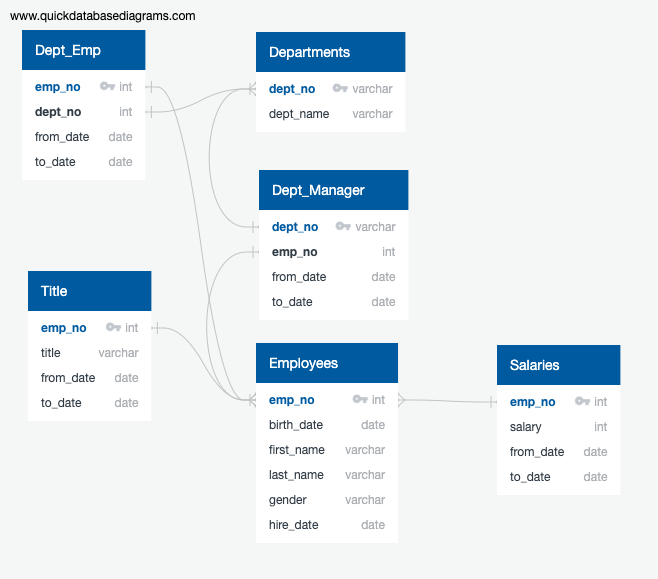 www.quickdatabasediagrams.com
Dept_Emp
emp_no int
dept_no int
from_date date
to_date date
Departments
dept_no varchar
dept_name varchar
Dept_Manager
dept_no varchar
emp_no int
from_date date
to_date date
Title
emp_no int
title varchar
from_date date
to_date date
Employees
emp_no int
birth_date date
first_name varchar
last_name varchar
gender varchar
hire_date date
Salaries
emp_no int
salary int
from_date date
to_date date